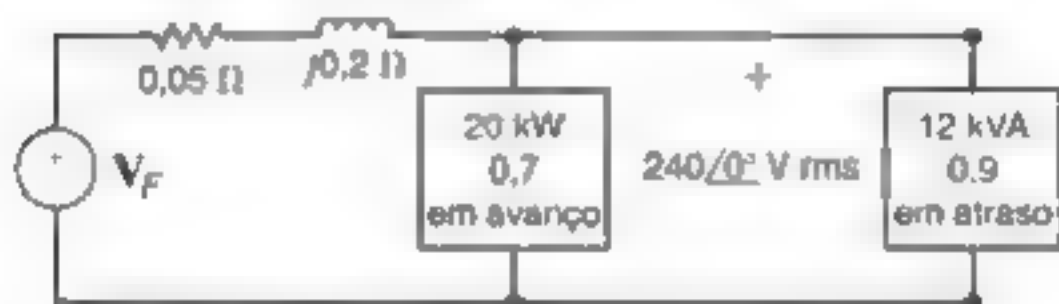 0,05 Ω
j0,2 Ω
+
V_F
20 kW
0,7
em avanço
+
240/0° V rms
12 kVA
0.9
em atraso